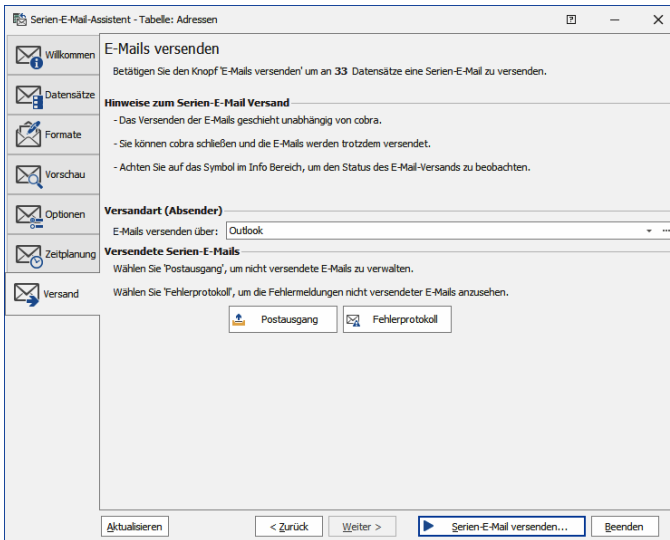 Serien-E-Mail-Assistent - Tabelle: Adressen
Willkommen
Datensätze
Formate
Vorschau
Optionen
Zeitplanung
Versand
E-Mails versenden
Betätigen Sie den Knopf 'E-Mails versenden' um an 33 Datensätze eine Serien-E-Mail zu versenden.
Hinweise zum Serien-E-Mail Versand
- Das Versenden der E-Mails geschieht unabhängig von cobra.
- Sie können cobra schließen und die E-Mails werden trotzdem versendet.
- Achten Sie auf das Symbol im Info Bereich, um den Status des E-Mail-Versands zu beobachten.
Versandart (Absender)
E-Mails versenden über: Outlook
Versendete Serien-E-Mails
Wählen Sie 'Postausgang', um nicht versendete E-Mails zu verwalten.
Wählen Sie 'Fehlerprotokoll', um die Fehlermeldungen nicht versendeter E-Mails anzusehen.
Postausgang Fehlerprotokoll
Aktualisieren < Zurück Weiter > Serien-E-Mail versenden... Beenden